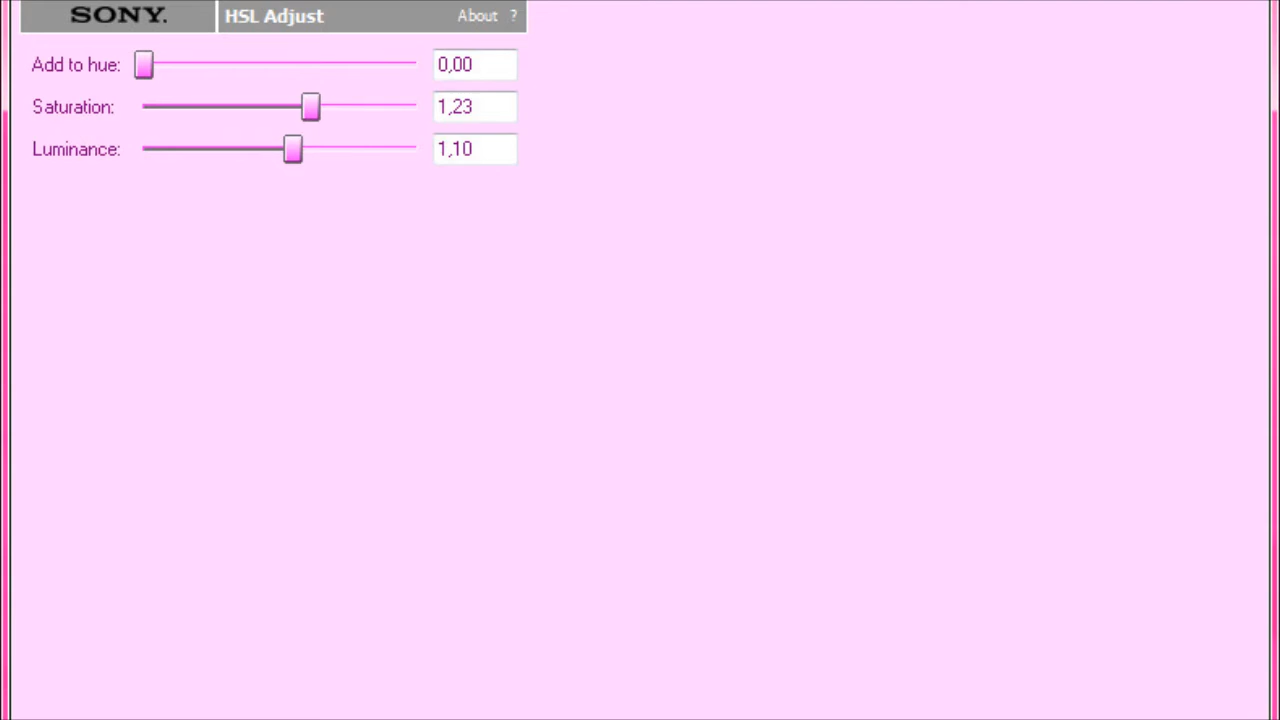 SONY. HSL Adjust About ?
Add to hue: 0,00
Saturation: 1,23
Luminance: 1,10